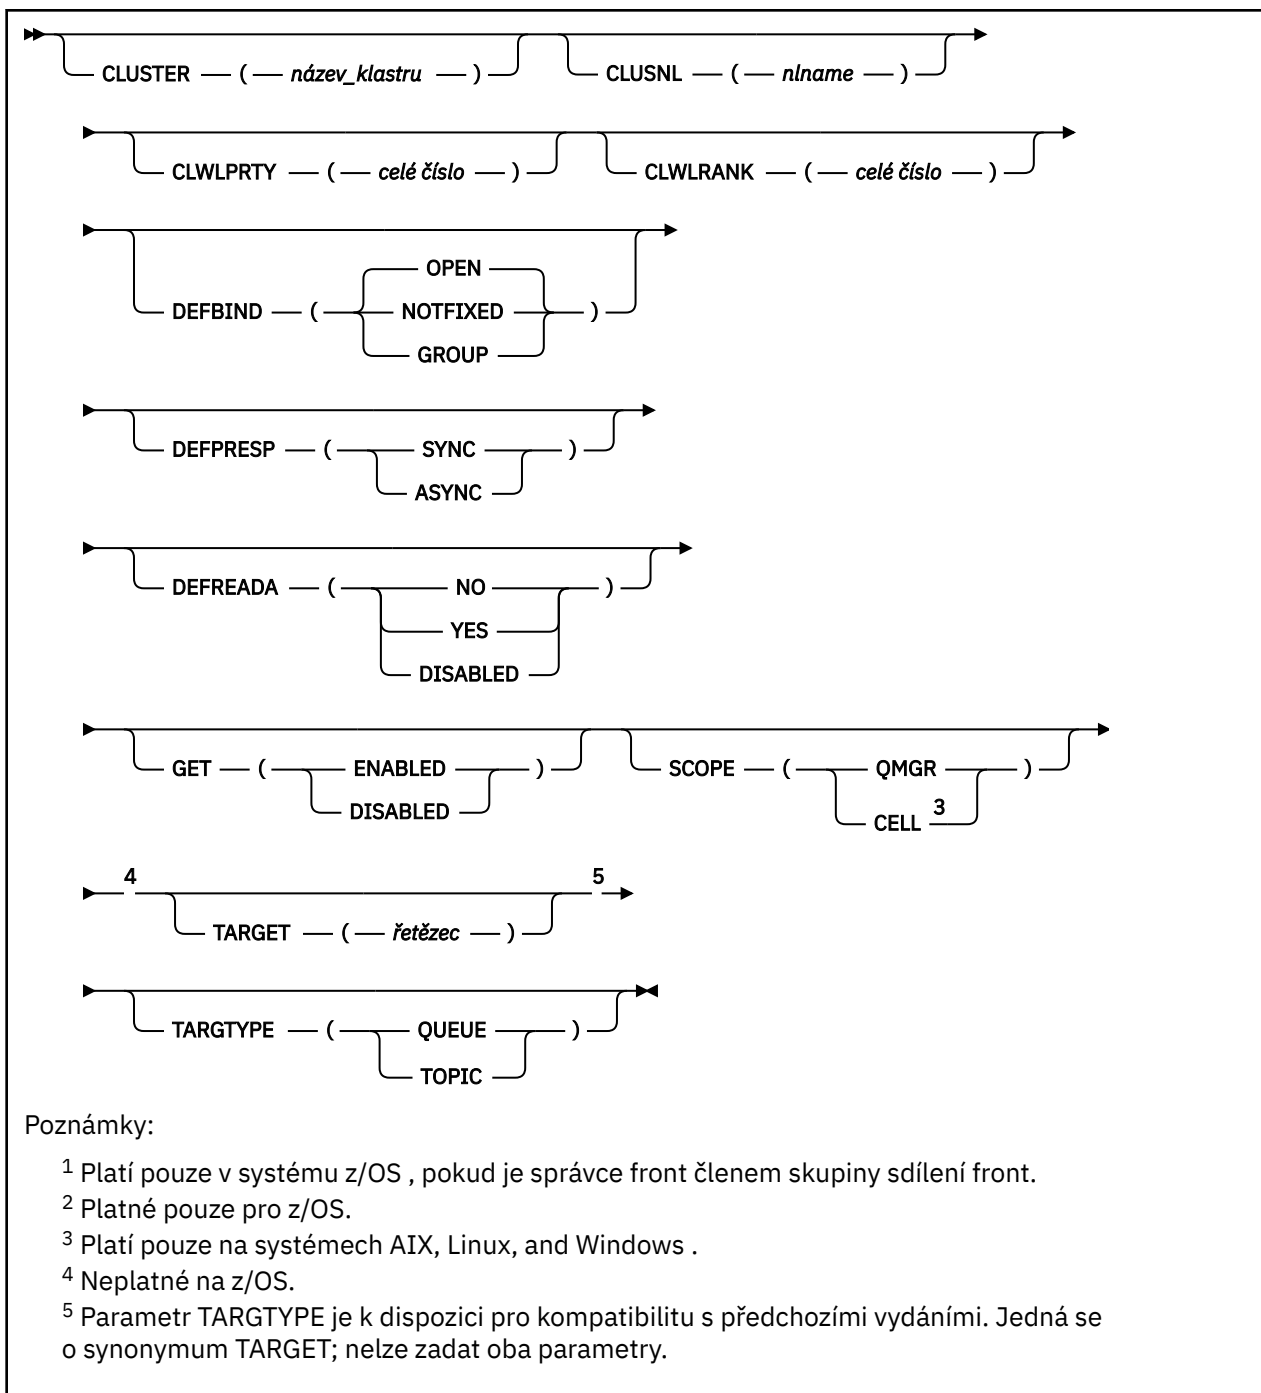 CLUSTER ( název_klastru ) CLUSNL ( nlname )
CLWLPRTY ( celé číslo ) CLWLRANK ( celé číslo )
OPEN
DEFBIND ( NOTFIXED )
GROUP
DEFPRESP ( SYNC )
ASYNC
DEFREADA ( NO )
YES
DISABLED
GET ( ENABLED ) SCOPE ( QMGR )
DISABLED CELL 3
4 5
TARGET ( řetězec )
TARGTYPE ( QUEUE )
TOPIC
Poznámky:
1 Platí pouze v systému z/OS , pokud je správce front členem skupiny sdílení front.
2 Platné pouze pro z/OS.
3 Platí pouze na systémech AIX, Linux, and Windows .
4 Neplatné na z/OS.
5 Parametr TARGTYPE je k dispozici pro kompatibilitu s předchozími vydáními. Jedná se
o synonymum TARGET; nelze zadat oba parametry.